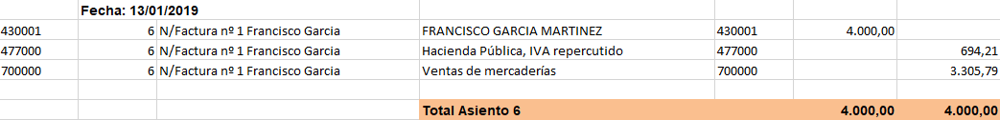 Fecha: 13/01/2019
430001 6 N/Factura nº 1 Francisco Garcia FRANCISCO GARCIA MARTINEZ 430001 4.000,00
477000 6 N/Factura nº 1 Francisco Garcia Hacienda Pública, IVA repercutido 477000 694,21
700000 6 N/Factura nº 1 Francisco Garcia Ventas de mercaderías 700000 3.305,79
Total Asiento 6 4.000,00 4.000,00